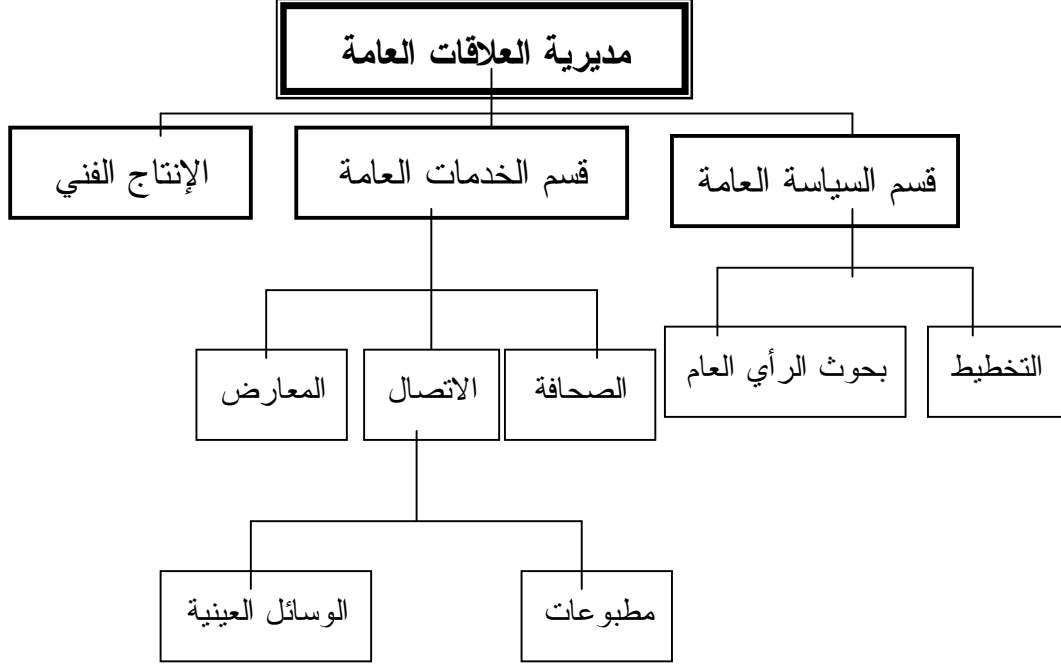 مديرية العلاقات العامة
قسم السياسة العامة
قسم الخدمات العامة
الإنتاج الفني
التخطيط
بحوث الرأي العام
الصحافة
الاتصال
المعارض
مطبوعات
الوسائل العينية